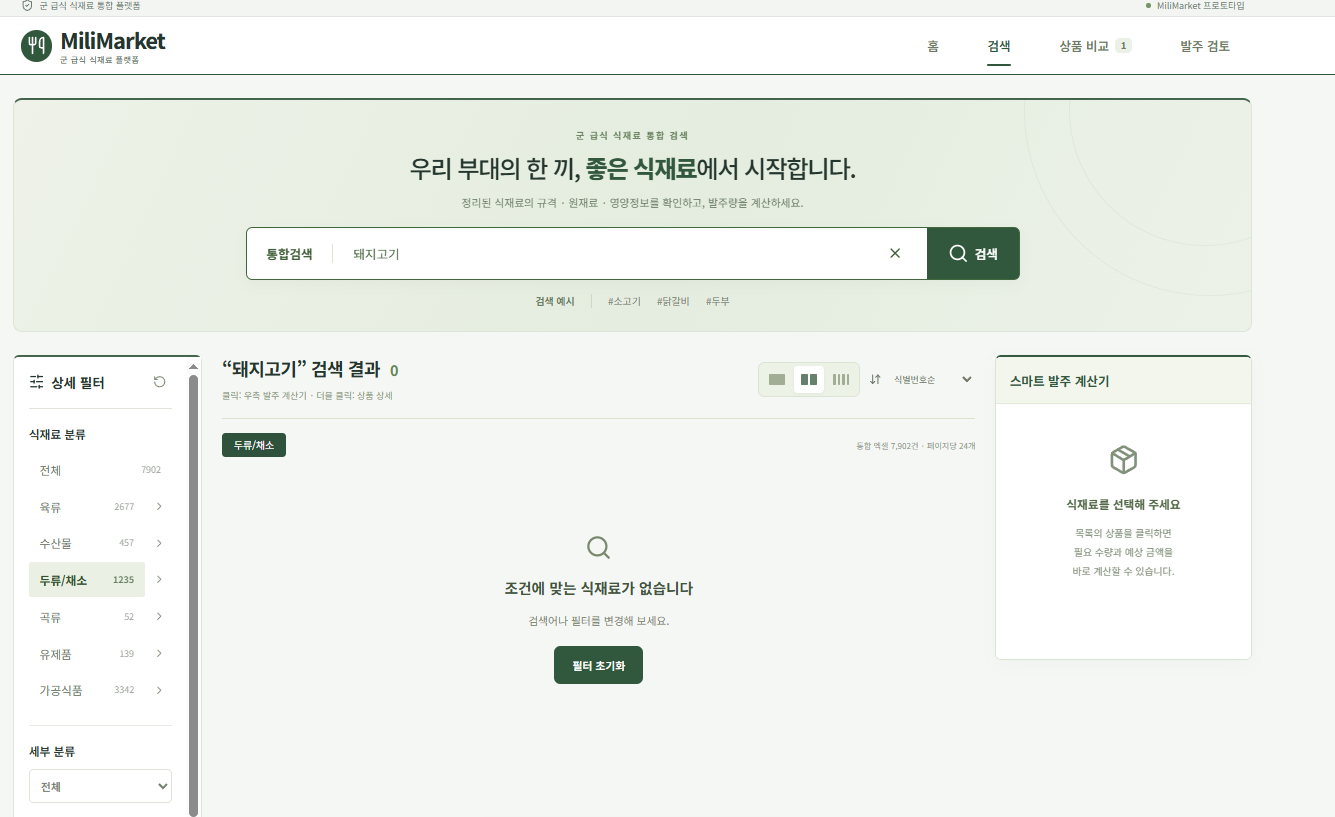 군 급식 식재료 통합 플랫폼
MiliMarket 프로토타입
MiliMarket
군 급식 식재료 플랫폼
홈
검색
상품 비교 1
발주 검토
군 급식 식재료 통합 검색
우리 부대의 한 끼, 좋은 식재료에서 시작합니다.
정리된 식재료의 규격 · 원재료 · 영양정보를 확인하고, 발주량을 계산하세요.
통합검색
돼지고기
검색
검색 예시
#소고기 #닭갈비 #두부
상세 필터
식재료 분류
전체 7902
육류 2677
수산물 457
두류/채소 1235
곡류 52
유제품 139
가공식품 3342
세부 분류
전체
“돼지고기” 검색 결과 0
클릭: 우측 발주 계산기 · 더블 클릭: 상품 상세
식별번호순
두류/채소
통합 엑셀 7,902건 · 페이지당 24개
조건에 맞는 식재료가 없습니다
검색어나 필터를 변경해 보세요.
필터 초기화
스마트 발주 계산기
식재료를 선택해 주세요
목록의 상품을 클릭하면
필요 수량과 예상 금액을
바로 계산할 수 있습니다.